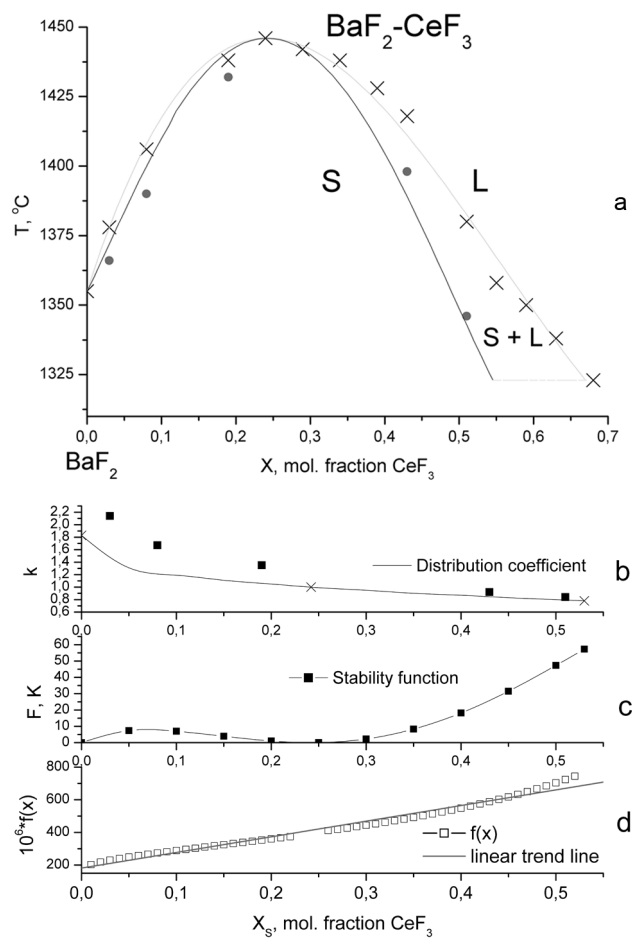 BaF2-CeF3
1450
1425
1400
1375
1350
1325
T, °C
S
L
S + L
a
0,0 0,1 0,2 0,3 0,4 0,5 0,6 0,7
BaF2
X, mol. fraction CeF3
2,2
2,0
1,8
1,6
1,4
1,2
1,0
0,8
0,6
k
Distribution coefficient
b
0,0 0,1 0,2 0,3 0,4 0,5
60
50
40
30
20
10
0
F, K
Stability function
c
0,0 0,1 0,2 0,3 0,4 0,5
800
600
400
200
10^6*f(x)
f(x)
linear trend line
d
0,0 0,1 0,2 0,3 0,4 0,5
XS, mol. fraction CeF3